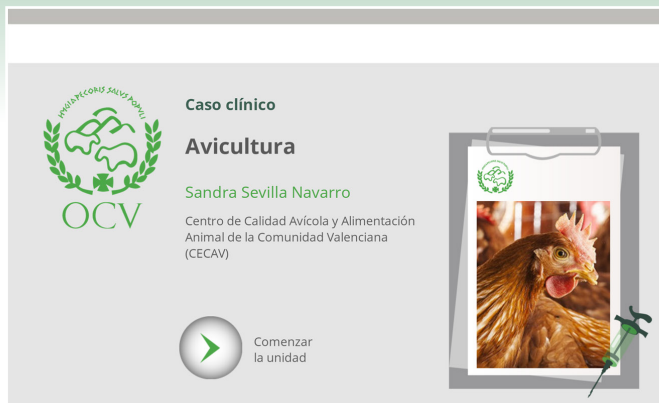 HYGIA PECORIS SALUS POPULI
OCV
Caso clínico
Avicultura
Sandra Sevilla Navarro
Centro de Calidad Avícola y Alimentación
Animal de la Comunidad Valenciana
(CECAV)
Comenzar
la unidad